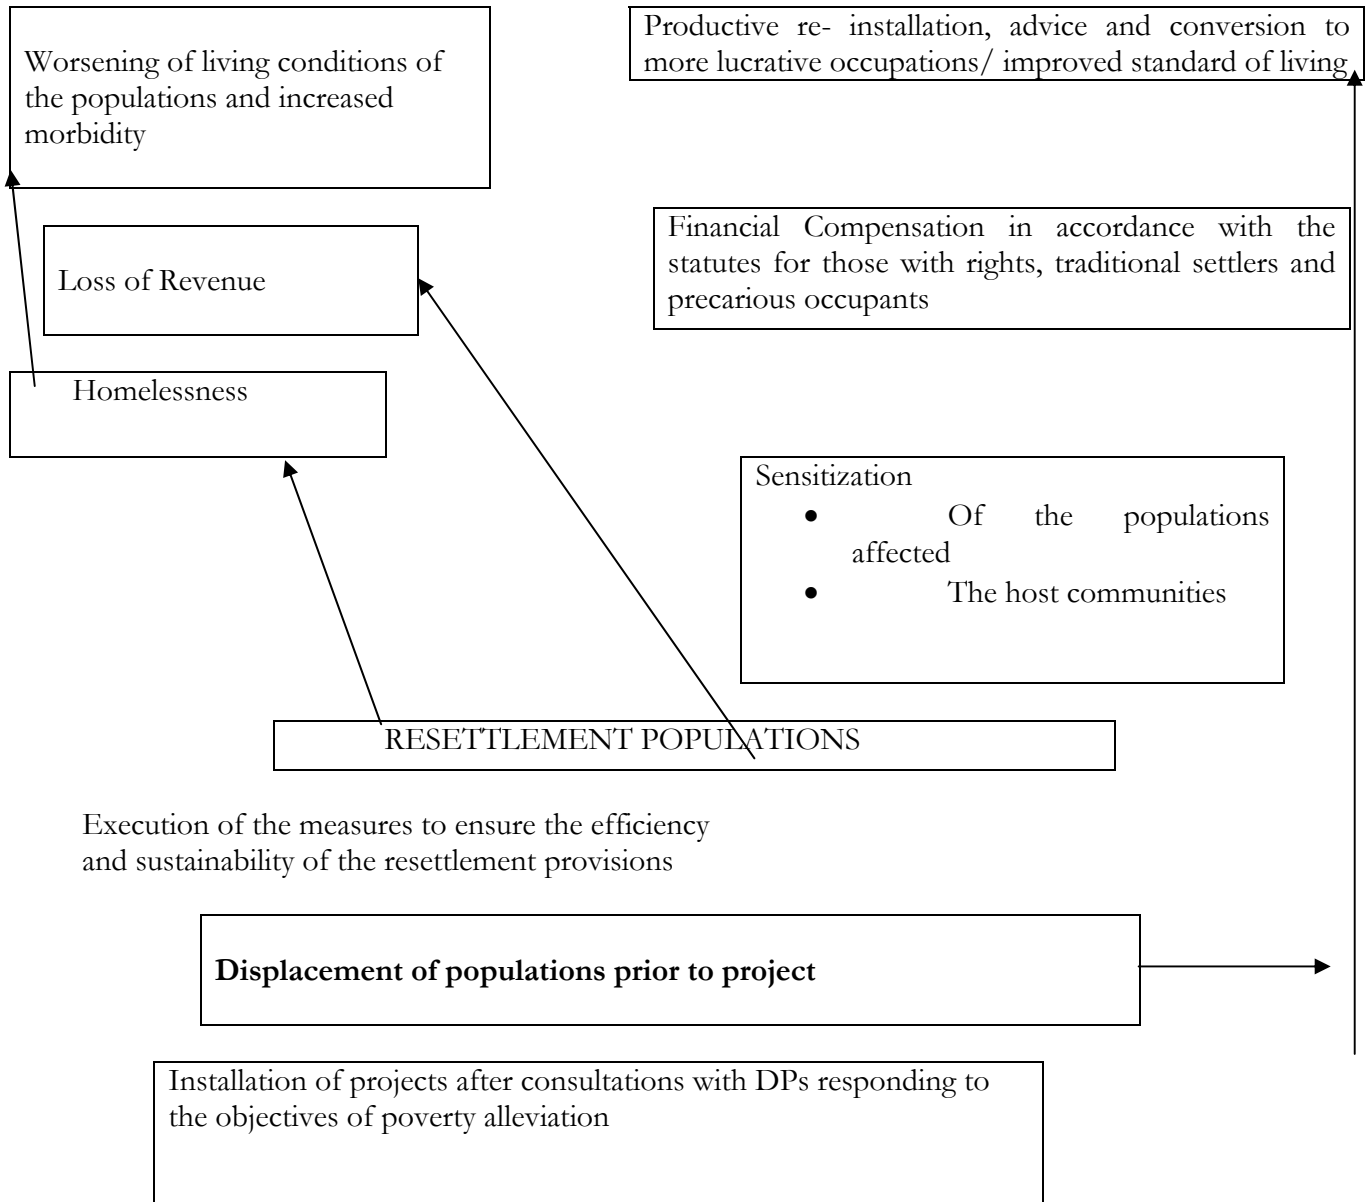 Worsening of living conditions of
the populations and increased
morbidity
Productive re- installation, advice and conversion to
more lucrative occupations/ improved standard of living
Loss of Revenue
Financial Compensation in accordance with the
statutes for those with rights, traditional settlers and
precarious occupants
Homelessness
Sensitization
• Of the populations
affected
• The host communities
RESETTLEMENT POPULATIONS
Execution of the measures to ensure the efficiency
and sustainability of the resettlement provisions
Displacement of populations prior to project
Installation of projects after consultations with DPs responding to
the objectives of poverty alleviation